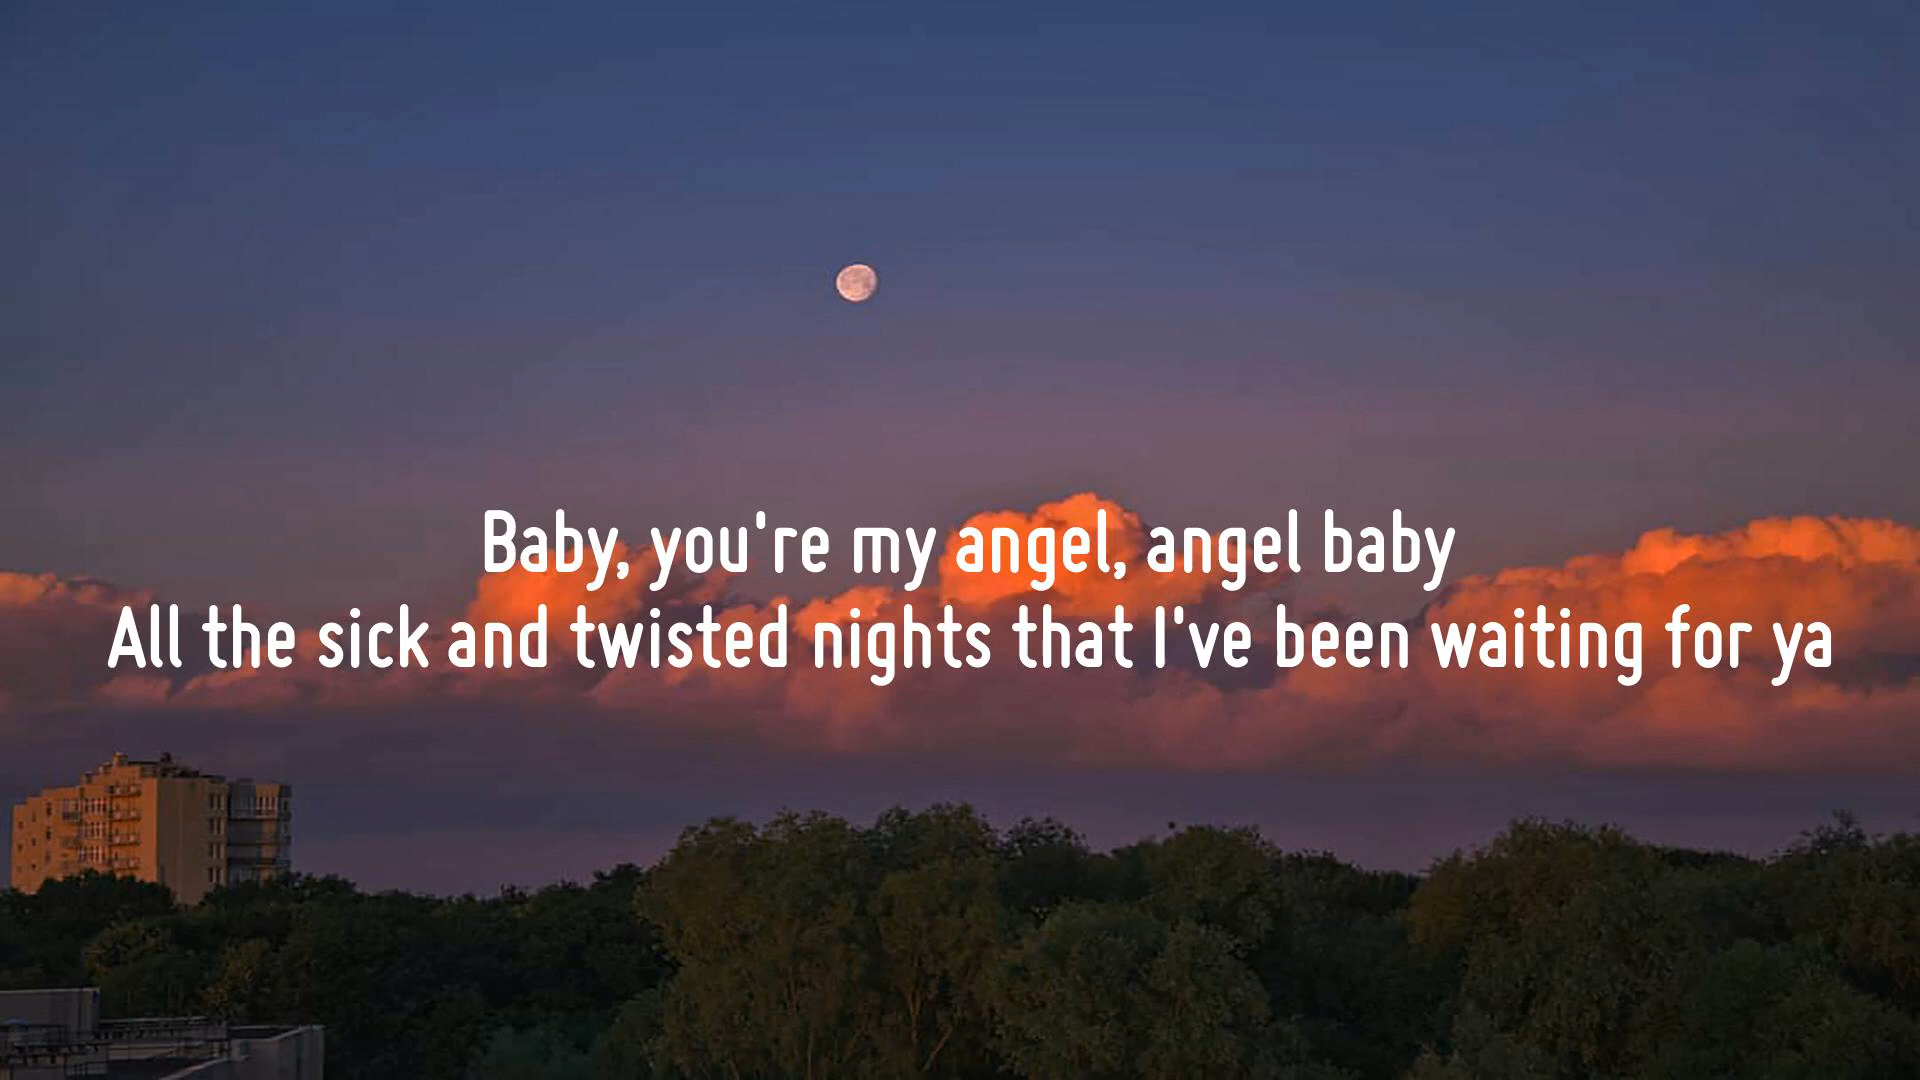 Baby, you're my angel, angel baby
All the sick and twisted nights that I've been waiting for ya